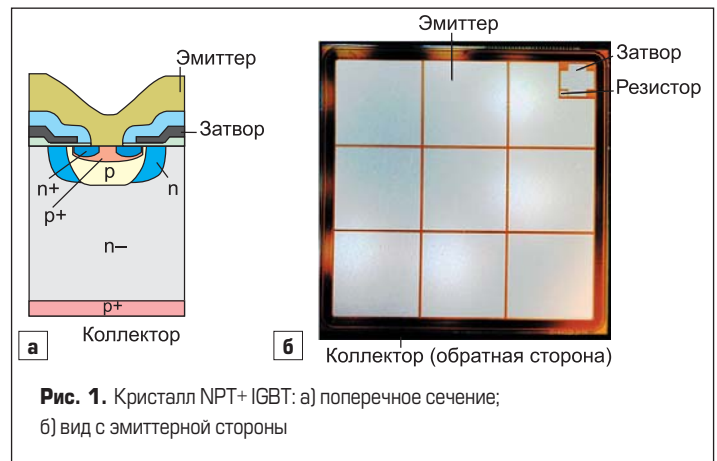 Эмиттер
Затвор
n+
p+
p
n
n–
p+
Коллектор
а
Эмиттер
Затвор
Резистор
б
Коллектор (обратная сторона)
Рис. 1. Кристалл NPT+ IGBT: а) поперечное сечение;
б) вид с эмиттерной стороны